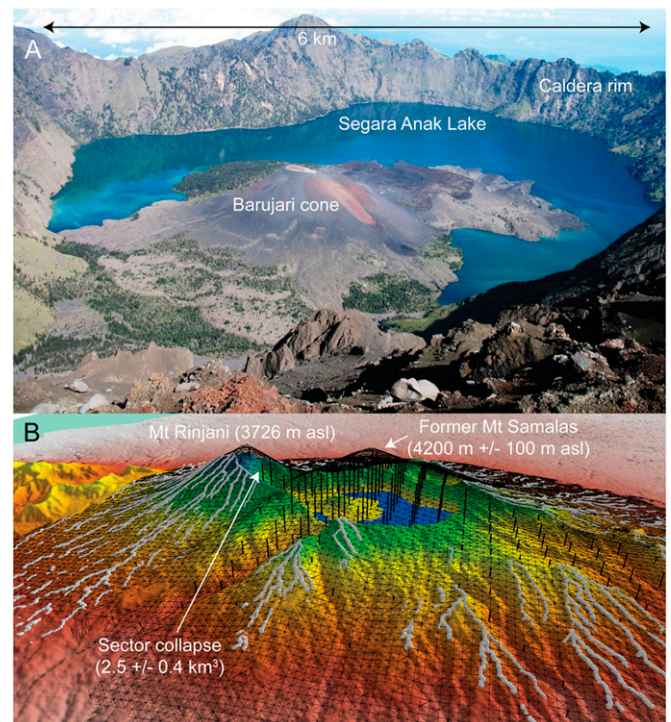 6 km
A
Caldera rim
Segara Anak Lake
Barujari cone
B
Mt Rinjani (3726 m asl)
Former Mt Samalas
(4200 m +/- 100 m asl)
Sector collapse
(2.5 +/- 0.4 km³)